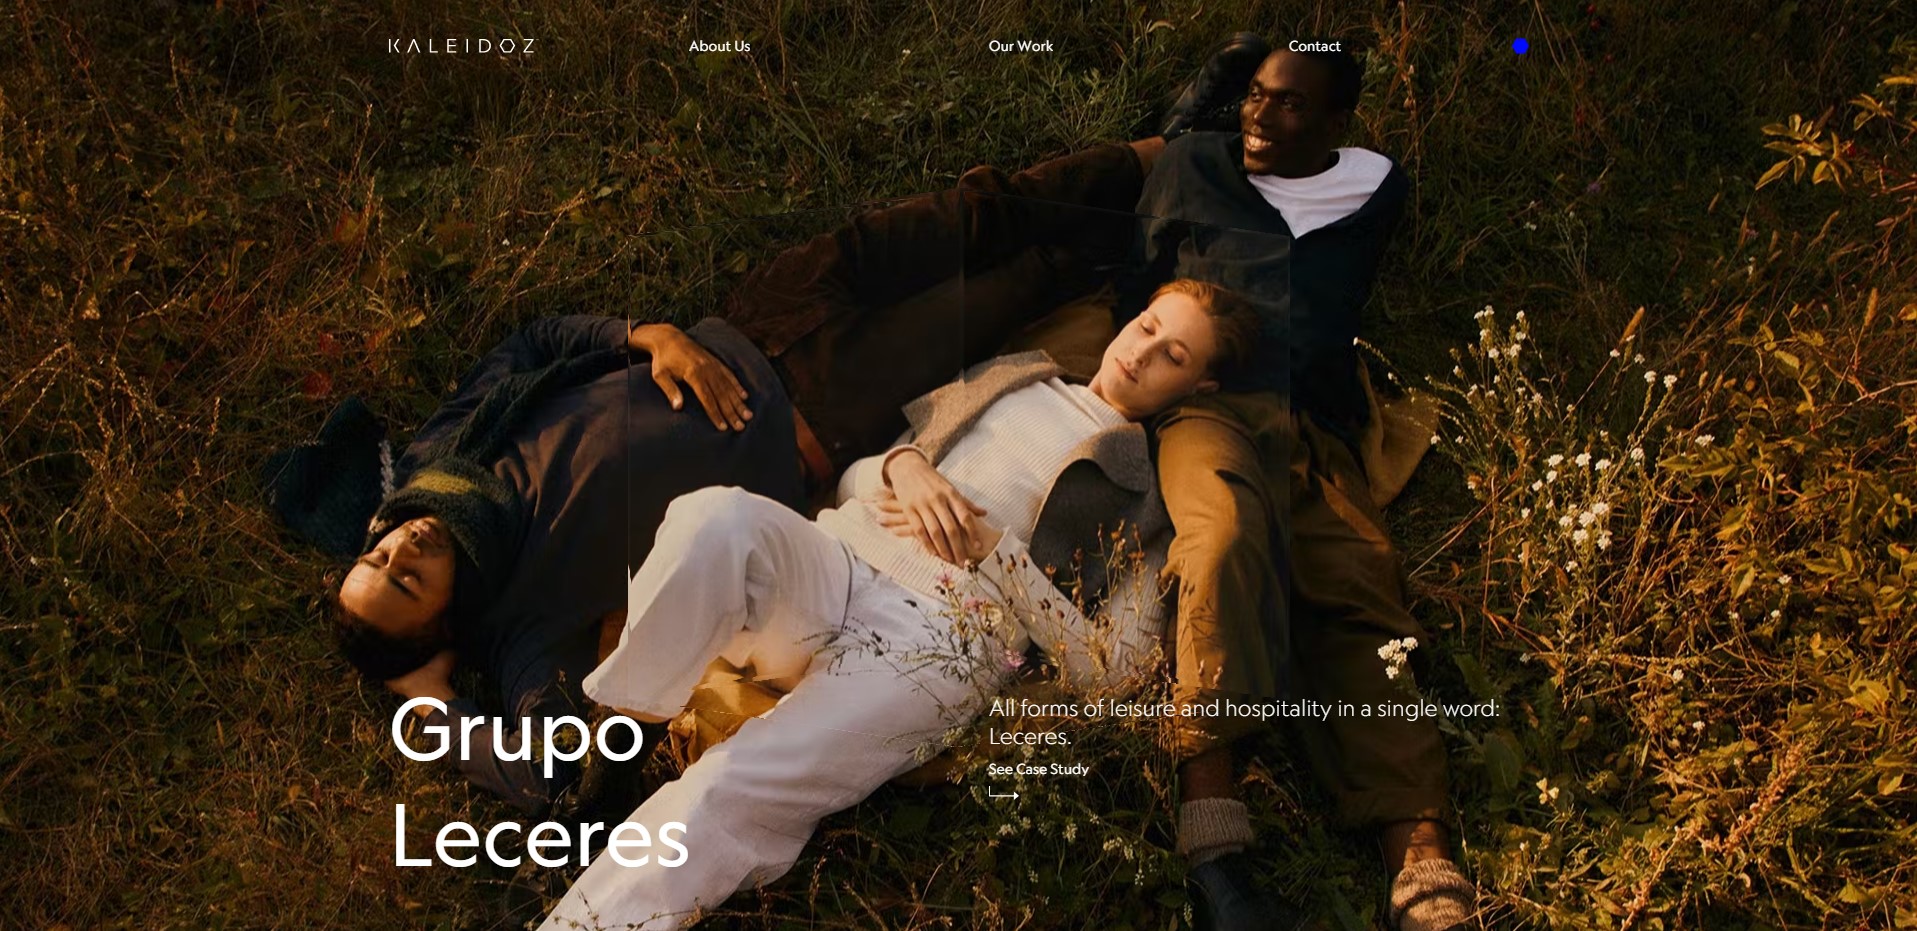 KALEIDOZ
About Us
Our Work
Contact
Grupo
Leceres
All forms of leisure and hospitality in a single word:
Leceres.
See Case Study